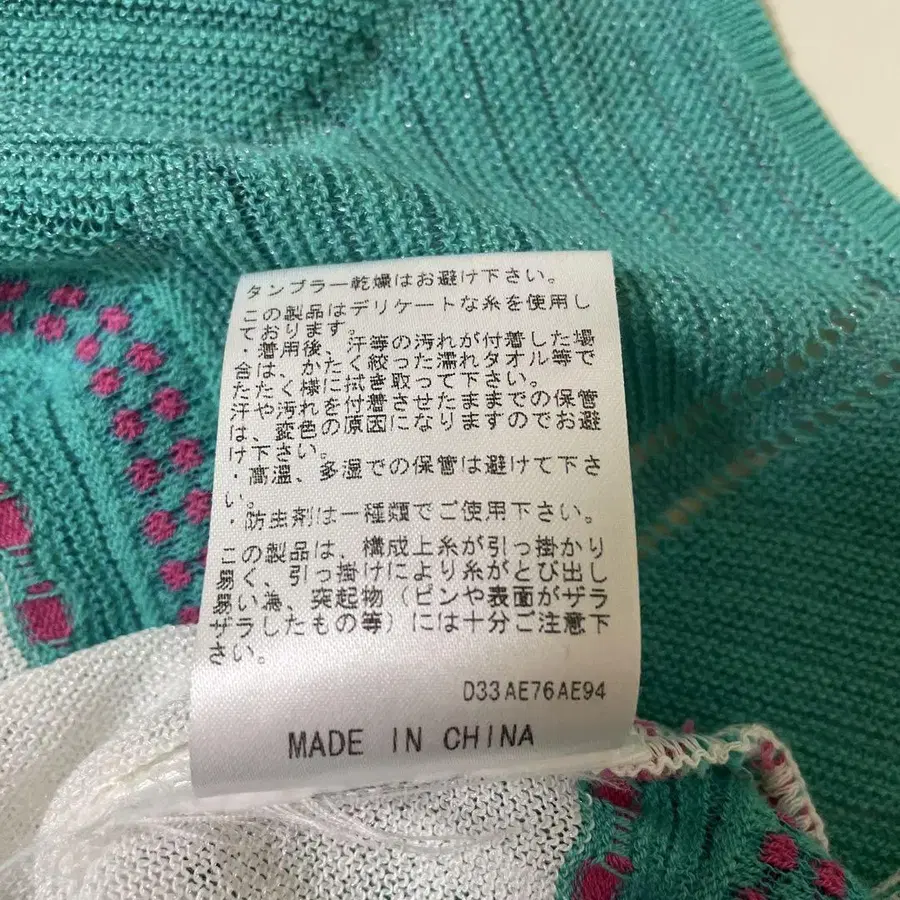 タンブラー乾燥はお避け下さい。
この製品はデリケートな糸を使用し
ております。
・着用後、汗等の汚れが付着した場
合は、かたく絞った濡れタオル等で
たたく様に拭き取って下さい。
汗や汚れを付着させたままでの保管
は、変色の原因になりますのでお避
け下さい。
・高温、多湿での保管は避けて下さ
い。
・防虫剤は一種類でご使用下さい。
この製品は、構成上糸が引っ掛かり
易く、引っ掛けにより糸がとび出し
易い為、突起物（ピンや表面がザラ
ザラしたもの等）には十分ご注意下
さい。
D33AE76AE94
MADE IN CHINA